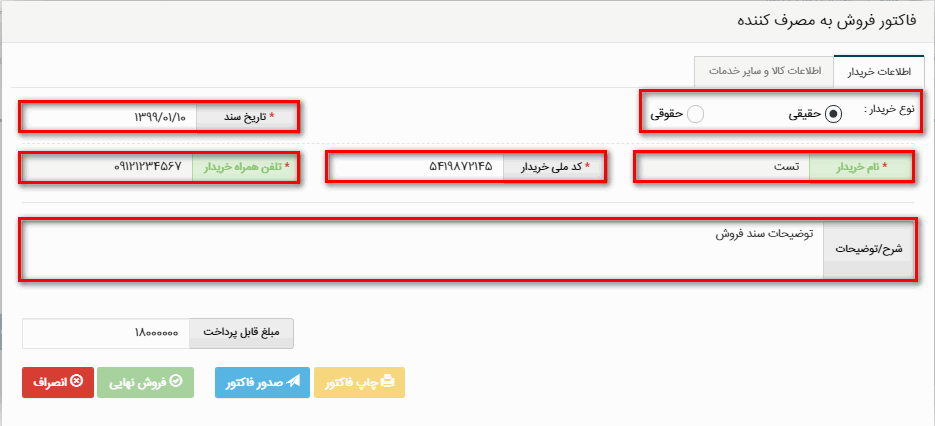 فاکتور فروش به مصرف کننده
اطلاعات خریدار اطلاعات کالا و سایر خدمات
نوع خریدار : حقیقی حقوقی * تاریخ سند ۱۳۹۹/۰۱/۱۰
* نام خریدار تست * کد ملی خریدار ۵۴۱۹۸۷۲۱۴۵ * تلفن همراه خریدار ۰۹۱۲۱۲۳۴۵۶۷
شرح/توضیحات توضیحات سند فروش
مبلغ قابل پرداخت ۱۸۰۰۰۰۰۰
چاپ فاکتور صدور فاکتور فروش نهایی انصراف